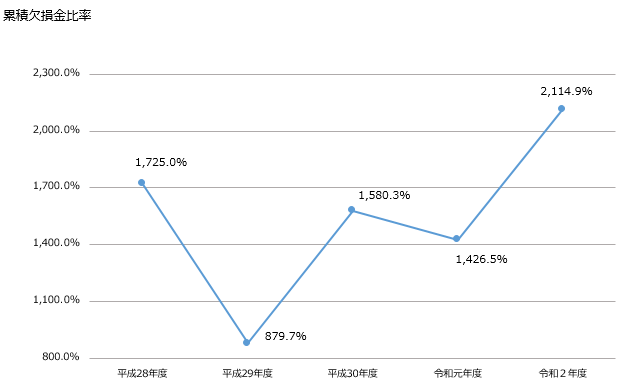 累積欠損金比率
2,300.0%
2,000.0%
1,700.0%
1,400.0%
1,100.0%
800.0%
1,725.0%
879.7%
1,580.3%
1,426.5%
2,114.9%
平成28年度
平成29年度
平成30年度
令和元年度
令和２年度